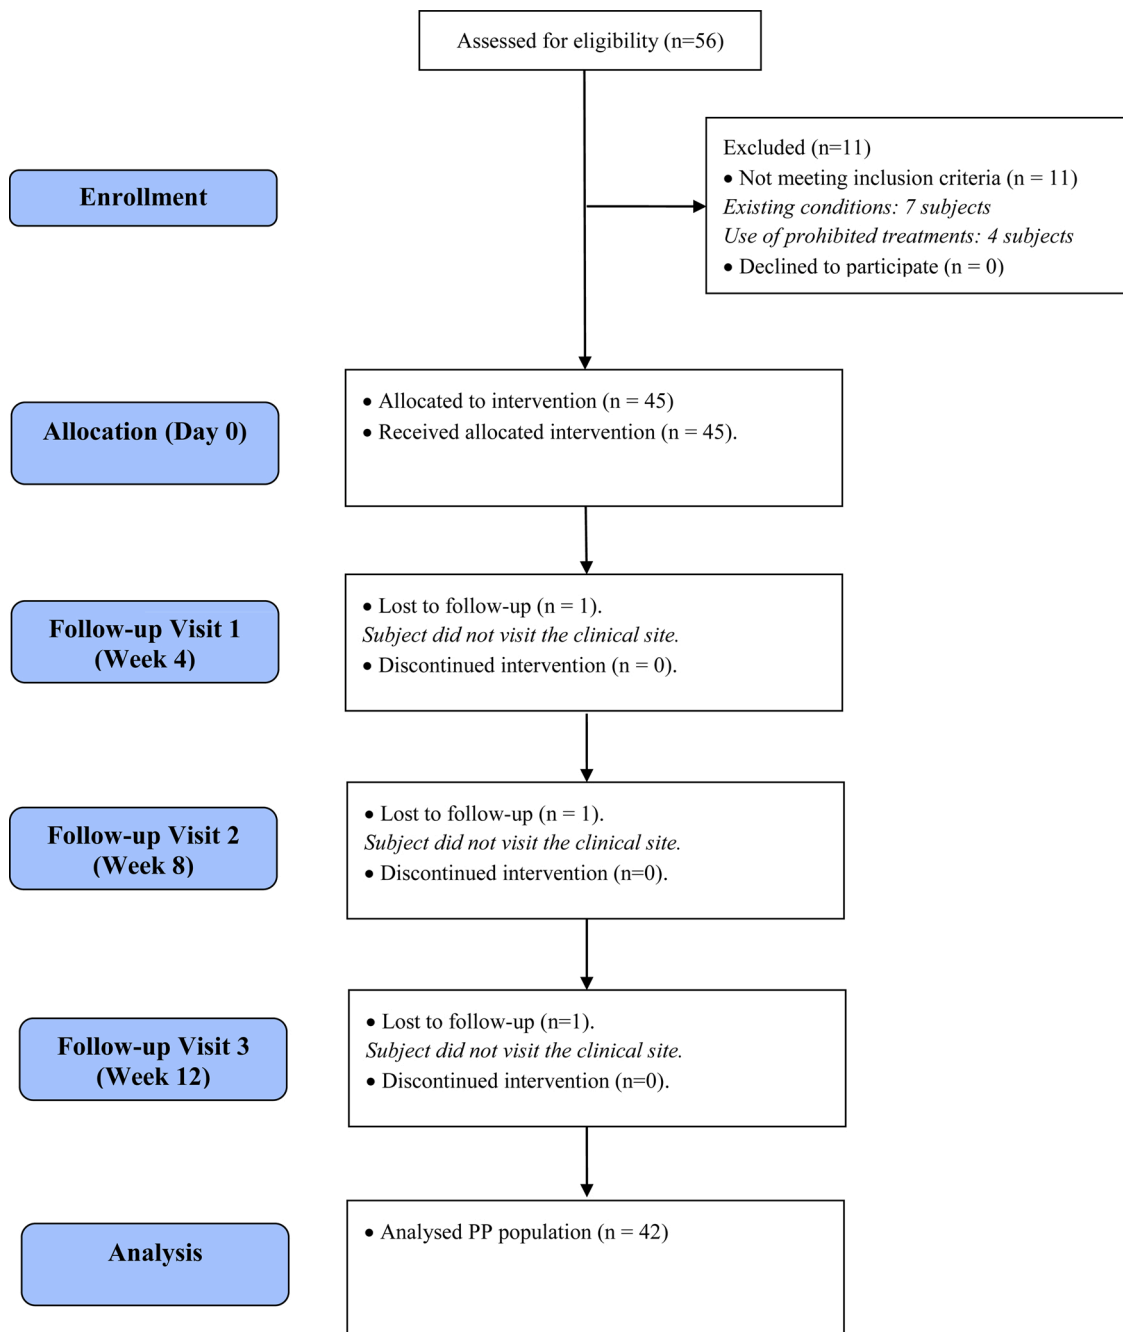 Assessed for eligibility (n=56)
Excluded (n=11)
• Not meeting inclusion criteria (n = 11)
Existing conditions: 7 subjects
Use of prohibited treatments: 4 subjects
• Declined to participate (n = 0)
Enrollment
Allocation (Day 0)
• Allocated to intervention (n = 45)
• Received allocated intervention (n = 45).
Follow-up Visit 1
(Week 4)
• Lost to follow-up (n = 1).
Subject did not visit the clinical site.
• Discontinued intervention (n = 0).
Follow-up Visit 2
(Week 8)
• Lost to follow-up (n = 1).
Subject did not visit the clinical site.
• Discontinued intervention (n=0).
Follow-up Visit 3
(Week 12)
• Lost to follow-up (n=1).
Subject did not visit the clinical site.
• Discontinued intervention (n=0).
Analysis
• Analysed PP population (n = 42)